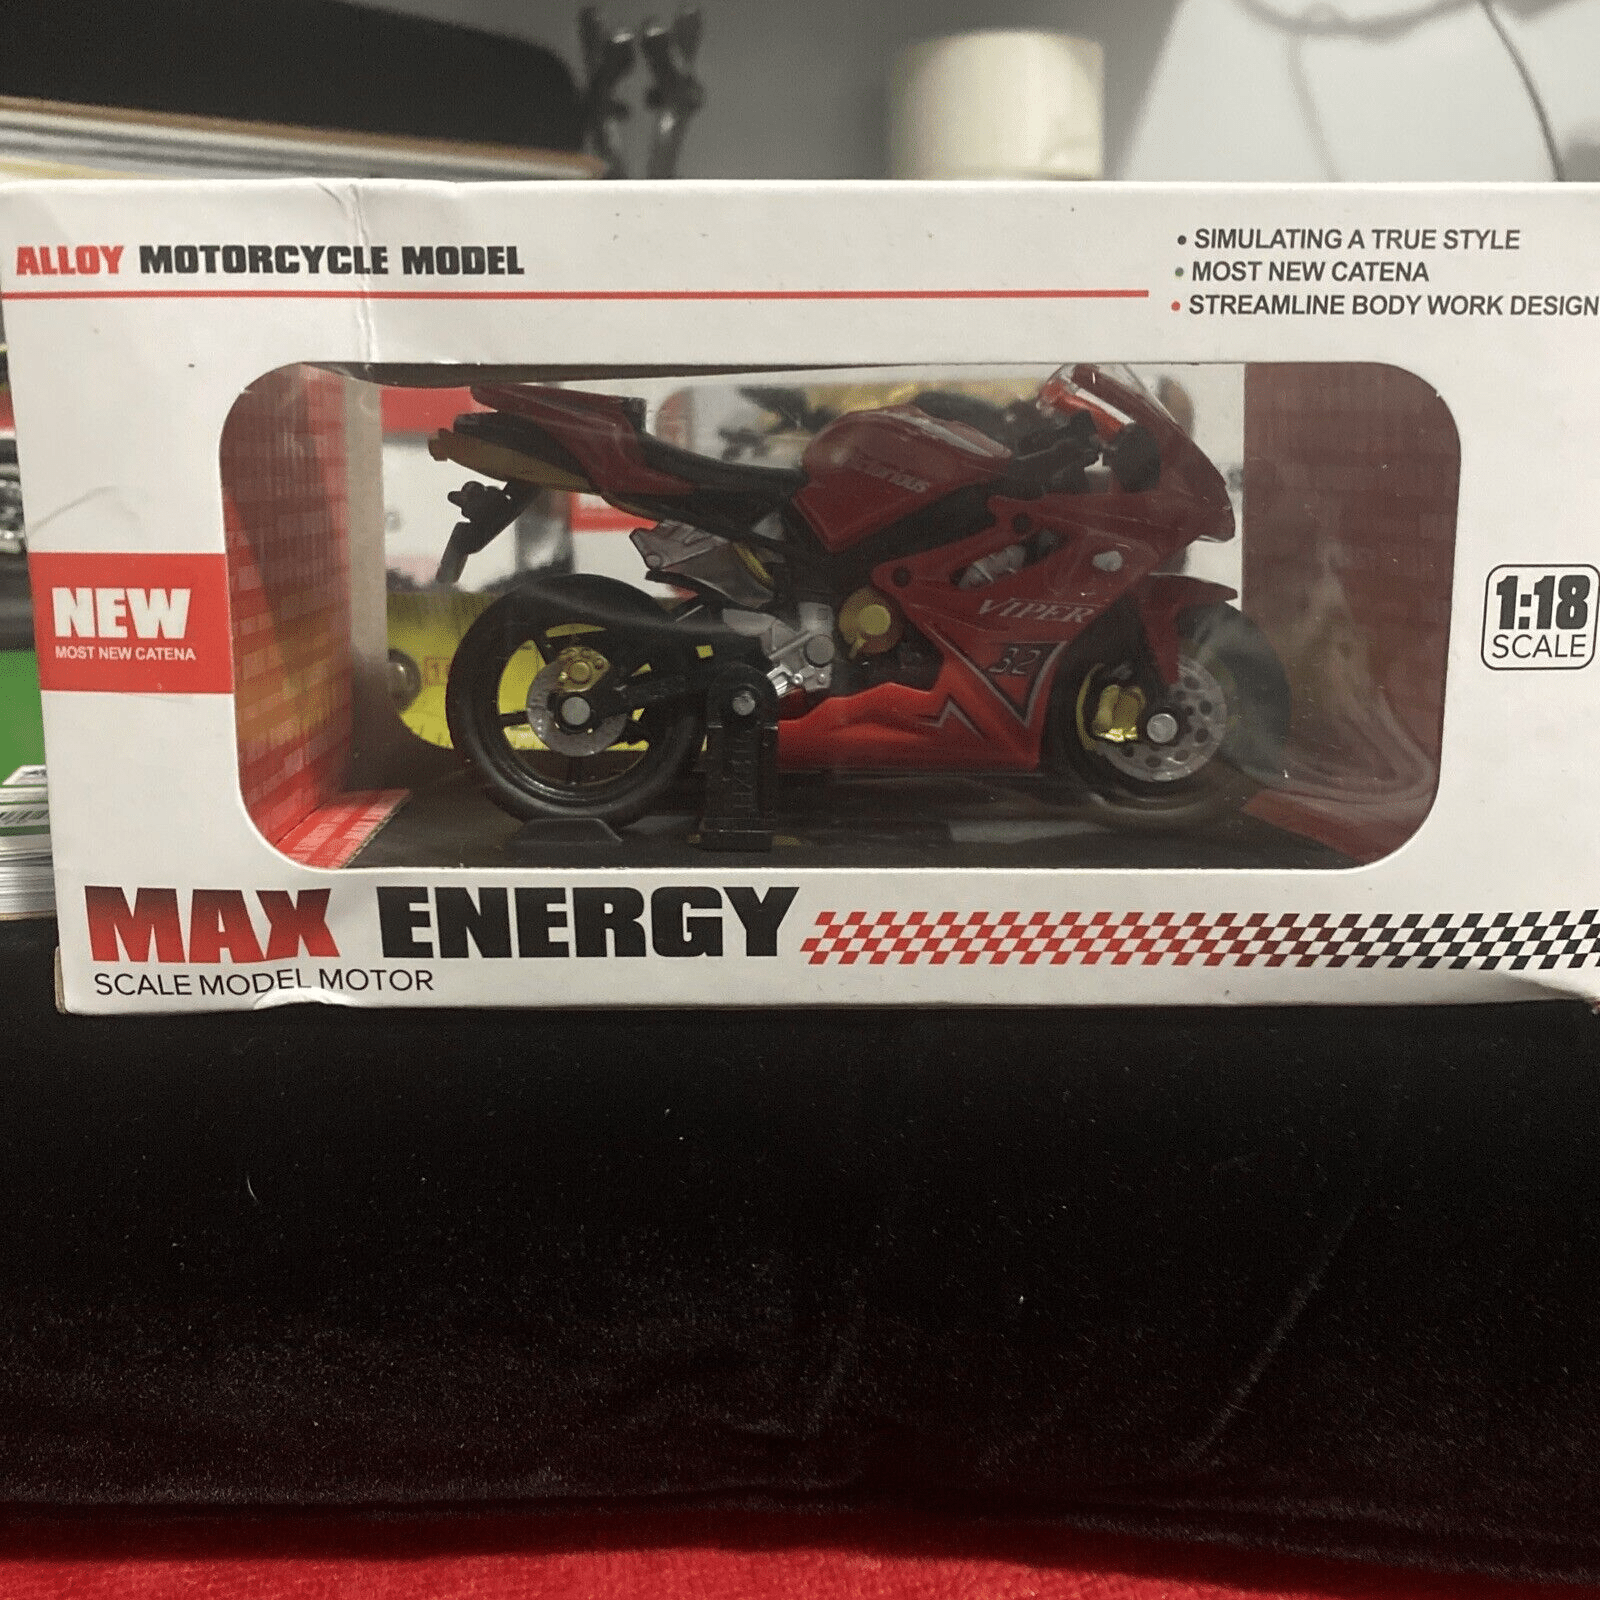 ALLOY MOTORCYCLE MODEL
• SIMULATING A TRUE STYLE
• MOST NEW CATENA
• STREAMLINE BODY WORK DESIGN
VIPER
32
NEW
MOST NEW CATENA
1:18
SCALE
MAX ENERGY
SCALE MODEL MOTOR